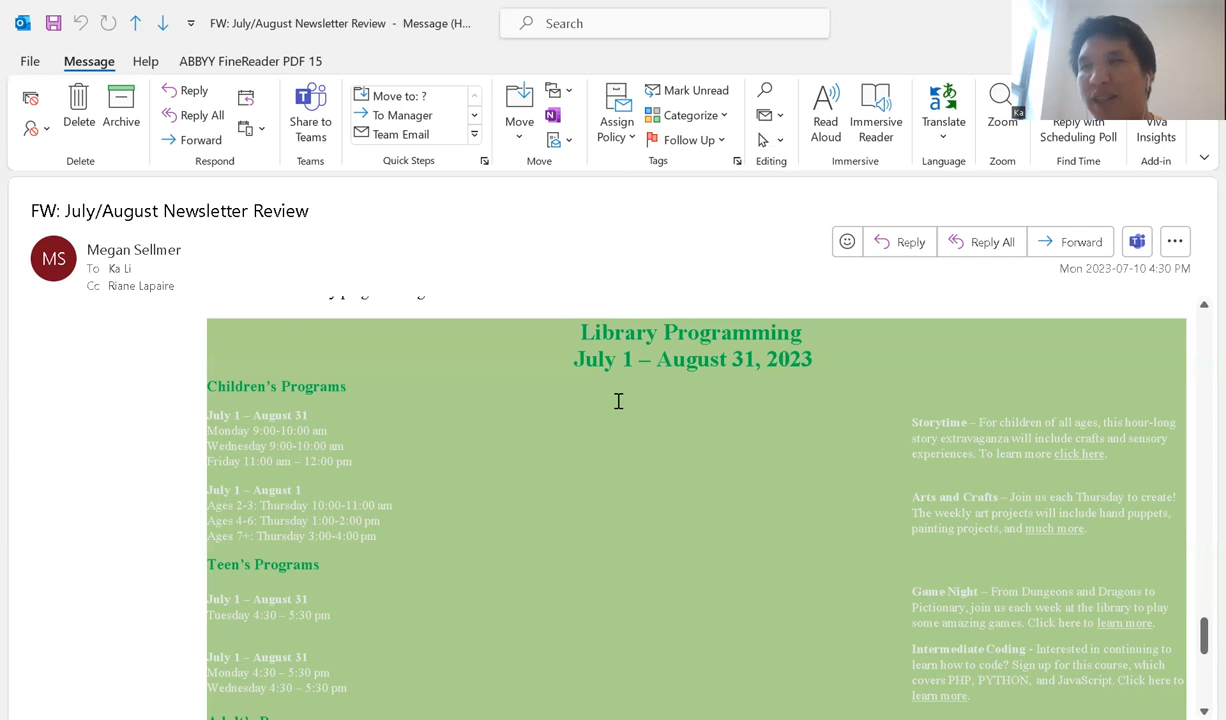 FW: July/August Newsletter Review - Message (H...
Search
File Message Help ABBYY FineReader PDF 15
Delete
Archive
Delete
Reply
Reply All
Forward
Respond
Share to
Teams
Teams
Move to: ?
To Manager
Team Email
Quick Steps
Move
Move
Assign
Policy
Mark Unread
Categorize
Follow Up
Tags
Editing
Read
Aloud
Immersive
Reader
Immersive
Translate
Language
Zoom
Zoom
Ka
Reply with
Scheduling Poll
Find Time
Viva
Insights
Add-in
FW: July/August Newsletter Review
MS
Megan Sellmer
To Ka Li
Cc Riane Lapaire
Reply
Reply All
Forward
Mon 2023-07-10 4:30 PM
Library Programming
July 1 – August 31, 2023
Children's Programs
July 1 – August 31
Monday 9:00-10:00 am
Wednesday 9:00-10:00 am
Friday 11:00 am – 12:00 pm
Storytime – For children of all ages, this hour-long
story extravaganza will include crafts and sensory
experiences. To learn more click here.
July 1 – August 1
Ages 2-3: Thursday 10:00-11:00 am
Ages 4-6: Thursday 1:00-2:00 pm
Ages 7+: Thursday 3:00-4:00 pm
Arts and Crafts – Join us each Thursday to create!
The weekly art projects will include hand puppets,
painting projects, and much more.
Teen's Programs
July 1 – August 31
Tuesday 4:30 – 5:30 pm
Game Night – From Dungeons and Dragons to
Pictionary, join us each week at the library to play
some amazing games. Click here to learn more.
July 1 – August 31
Monday 4:30 – 5:30 pm
Wednesday 4:30 – 5:30 pm
Intermediate Coding - Interested in continuing to
learn how to code? Sign up for this course, which
covers PHP, PYTHON, and JavaScript. Click here to
learn more.